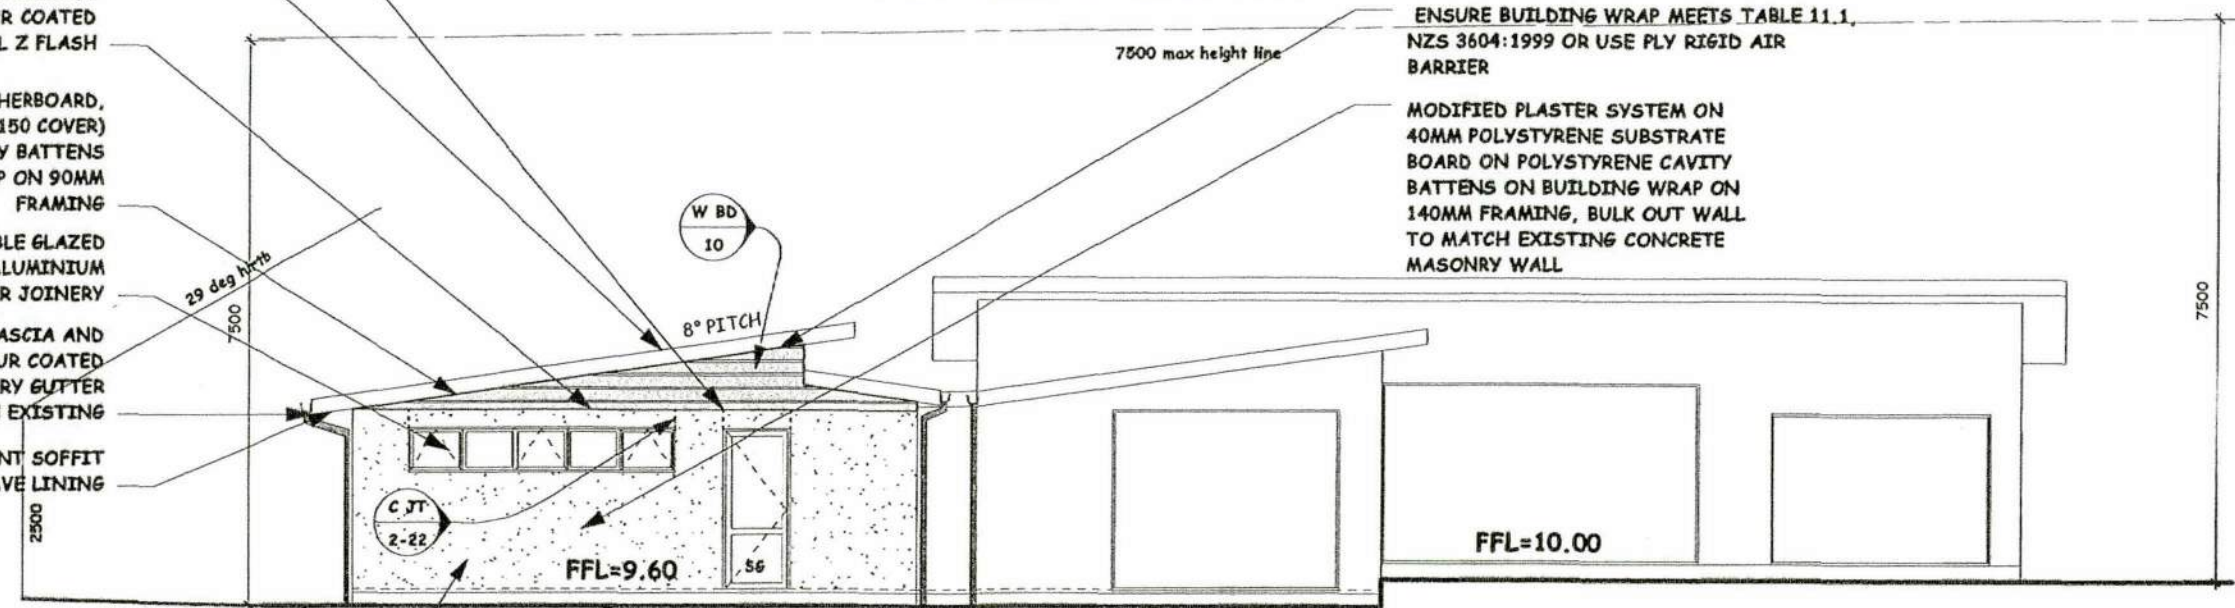 R COATED
L Z FLASH
HERBOARD,
150 COVER)
Y BATTENS
P ON 90MM
FRAMING
BLE GLAZED
LUMINIUM
R JOINERY
ASCIA AND
UR COATED
RY GUTTER
EXISTING
NT SOFFIT
VE LINING
2500
29 deg hirtb
7500
7500 max height line
W BD
10
8° PITCH
C JT
2-22
FFL=9.60
SG
ENSURE BUILDING WRAP MEETS TABLE 11.1,
NZS 3604:1999 OR USE PLY RIGID AIR
BARRIER
MODIFIED PLASTER SYSTEM ON
40MM POLYSTYRENE SUBSTRATE
BOARD ON POLYSTYRENE CAVITY
BATTENS ON BUILDING WRAP ON
140MM FRAMING, BULK OUT WALL
TO MATCH EXISTING CONCRETE
MASONRY WALL
FFL=10.00
7500